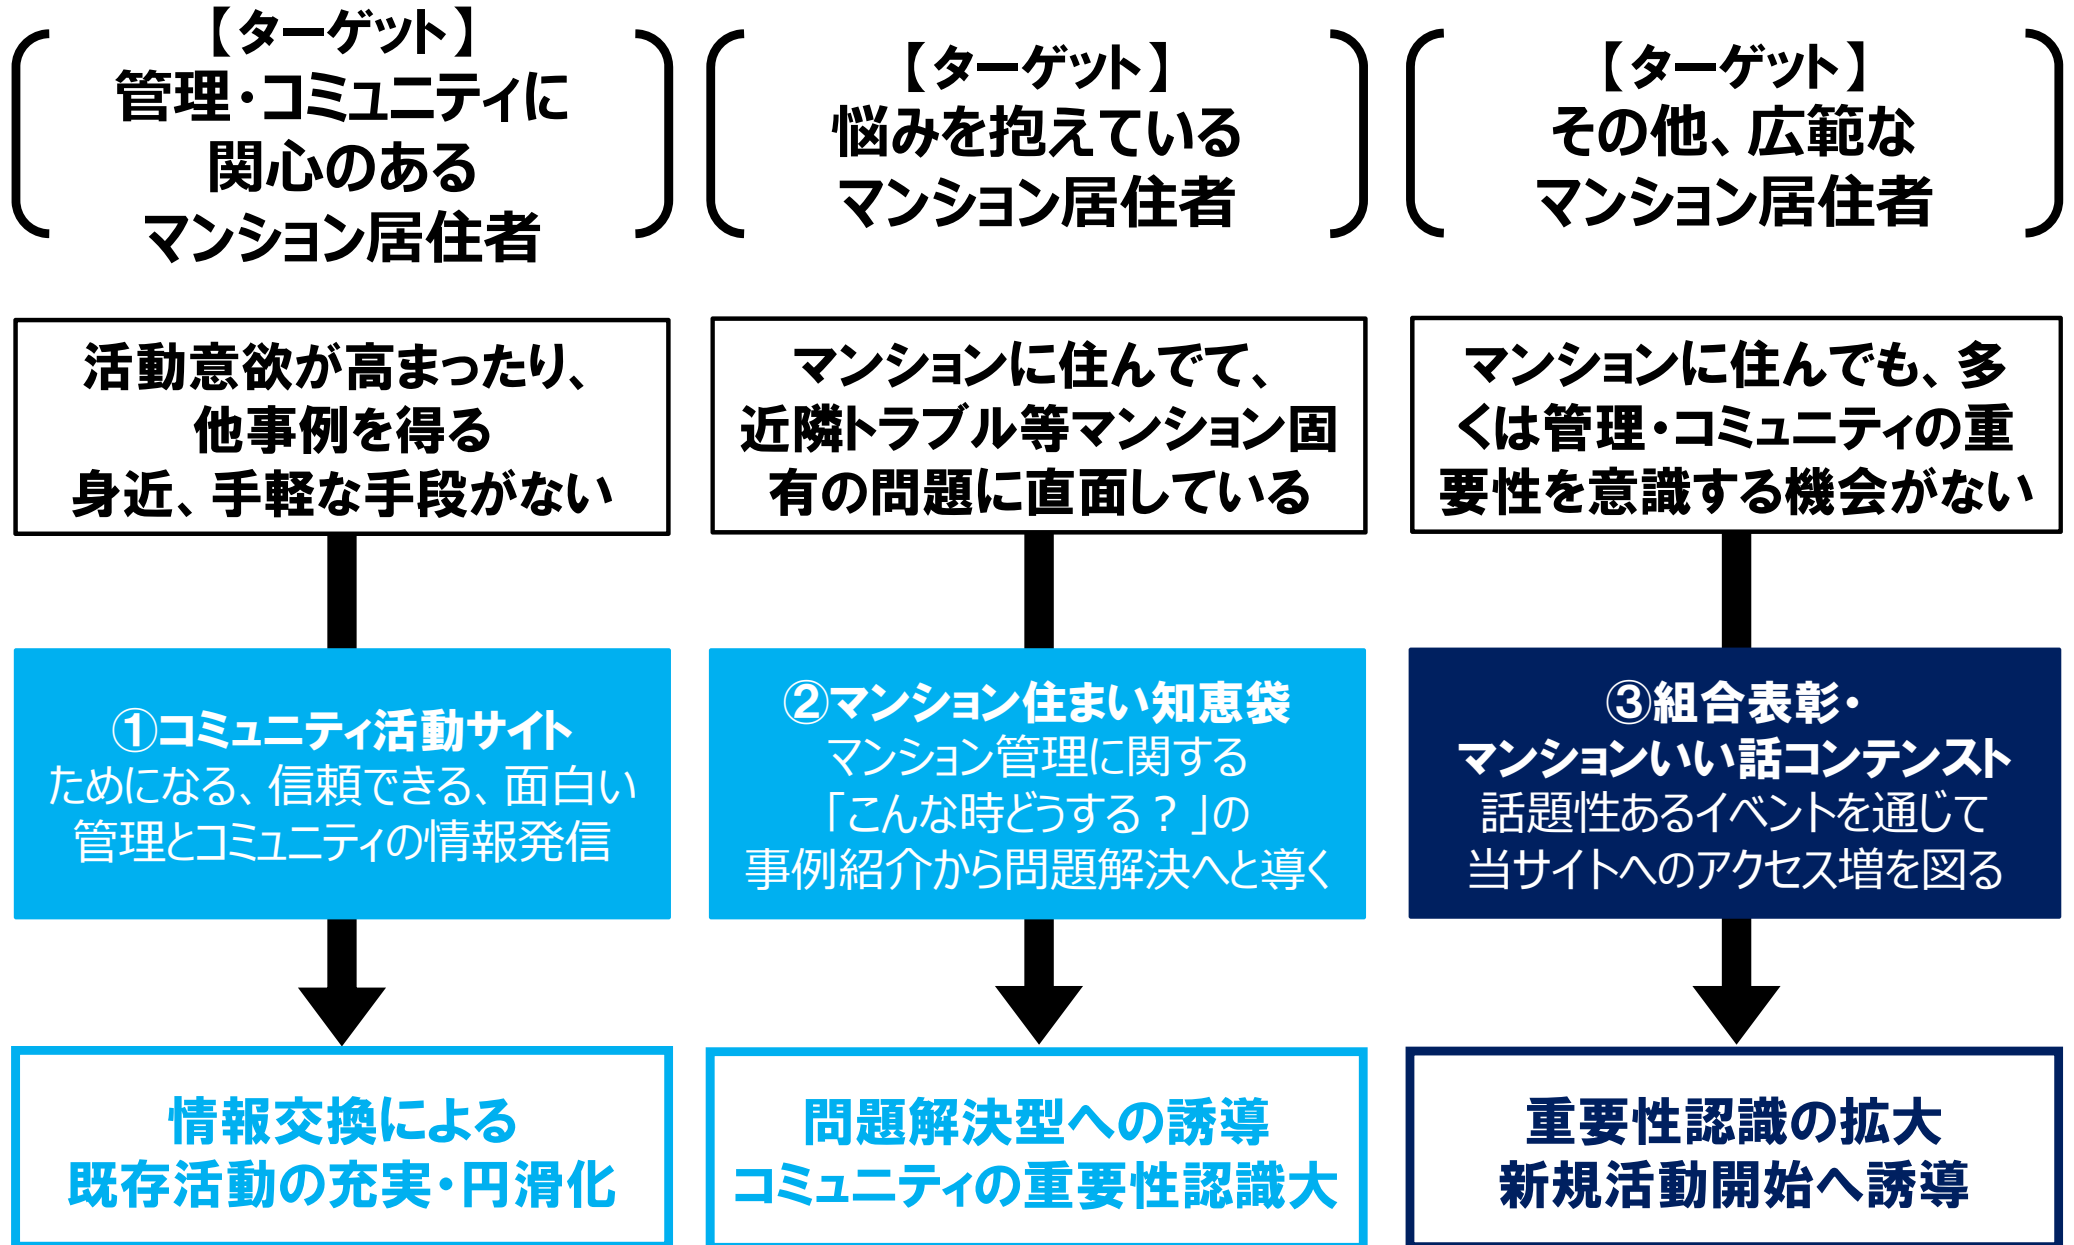 【ターゲット】
管理・コミュニティに
関心のある
マンション居住者
【ターゲット】
悩みを抱えている
マンション居住者
【ターゲット】
その他、広範な
マンション居住者
活動意欲が高まったり、
他事例を得る
身近、手軽な手段がない
マンションに住んでて、
近隣トラブル等マンション固
有の問題に直面している
マンションに住んでも、多
くは管理・コミュニティの重
要性を意識する機会がない
①コミュニティ活動サイト
ためになる、信頼できる、面白い
管理とコミュニティの情報発信
②マンション住まい知恵袋
マンション管理に関する
「こんな時どうする？」の
事例紹介から問題解決へと導く
③組合表彰・
マンションいい話コンテンスト
話題性あるイベントを通じて
当サイトへのアクセス増を図る
情報交換による
既存活動の充実・円滑化
問題解決型への誘導
コミュニティの重要性認識大
重要性認識の拡大
新規活動開始へ誘導